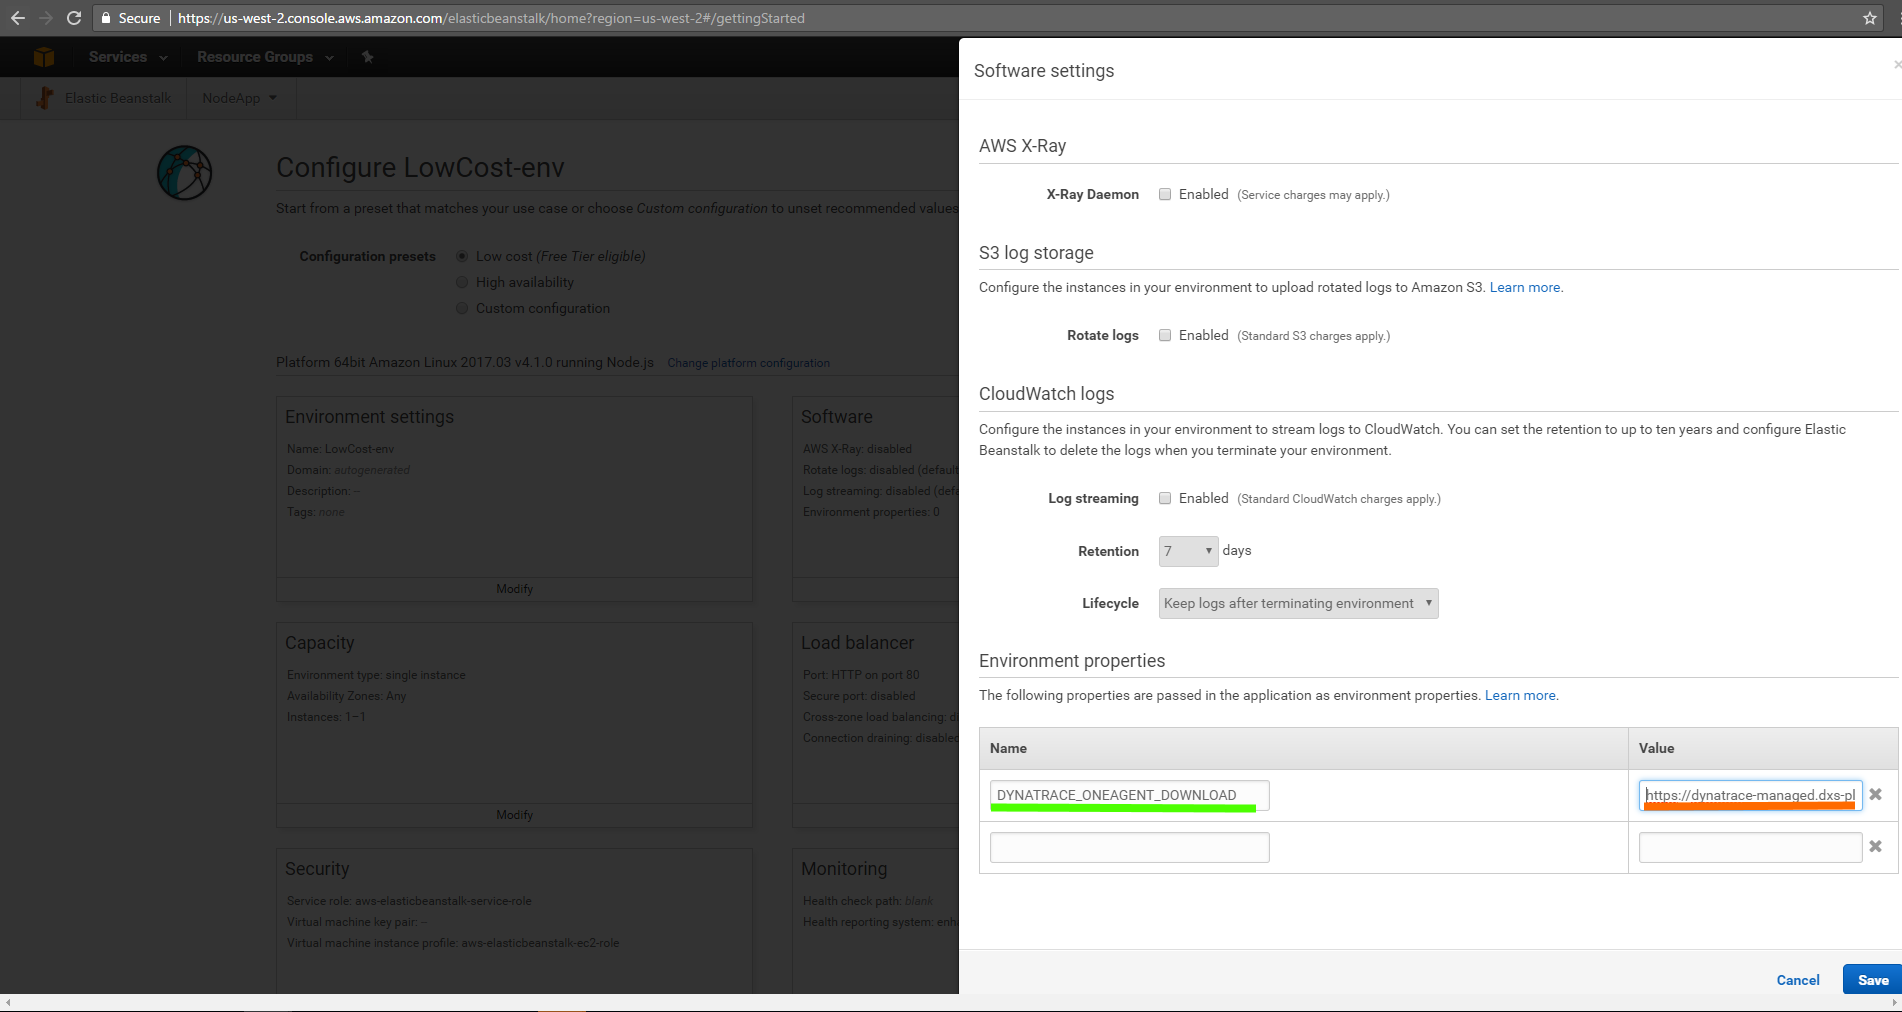 Secure
https://us-west-2.console.aws.amazon.com/elasticbeanstalk/home?region=us-west-2#/gettingStarted
Services
Resource Groups
Elastic Beanstalk
NodeApp
Configure LowCost-env
Start from a preset that matches your use case or choose Custom configuration to unset recommended values
Configuration presets
Low cost (Free Tier eligible)
High availability
Custom configuration
Platform 64bit Amazon Linux 2017.03 v4.1.0 running Node.js Change platform configuration
Environment settings
Name: LowCost-env
Domain: autogenerated
Description: --
Tags: none
Modify
Software
AWS X-Ray: disabled
Rotate logs: disabled (default
Log streaming: disabled (defa
Environment properties: 0
Capacity
Environment type: single instance
Availability Zones: Any
Instances: 1–1
Modify
Load balancer
Port: HTTP on port 80
Secure port: disabled
Cross-zone load balancing: di
Connection draining: disabled
Security
Service role: aws-elasticbeanstalk-service-role
Virtual machine key pair: --
Virtual machine instance profile: aws-elasticbeanstalk-ec2-role
Monitoring
Health check path: blank
Health reporting system: enha
Software settings
AWS X-Ray
X-Ray Daemon Enabled (Service charges may apply.)
S3 log storage
Configure the instances in your environment to upload rotated logs to Amazon S3. Learn more.
Rotate logs Enabled (Standard S3 charges apply.)
CloudWatch logs
Configure the instances in your environment to stream logs to CloudWatch. You can set the retention to up to ten years and configure Elastic
Beanstalk to delete the logs when you terminate your environment.
Log streaming Enabled (Standard CloudWatch charges apply.)
Retention 7 days
Lifecycle Keep logs after terminating environment
Environment properties
The following properties are passed in the application as environment properties. Learn more.
Name Value
DYNATRACE_ONEAGENT_DOWNLOAD https://dynatrace-managed.dxs-pl
Cancel Save